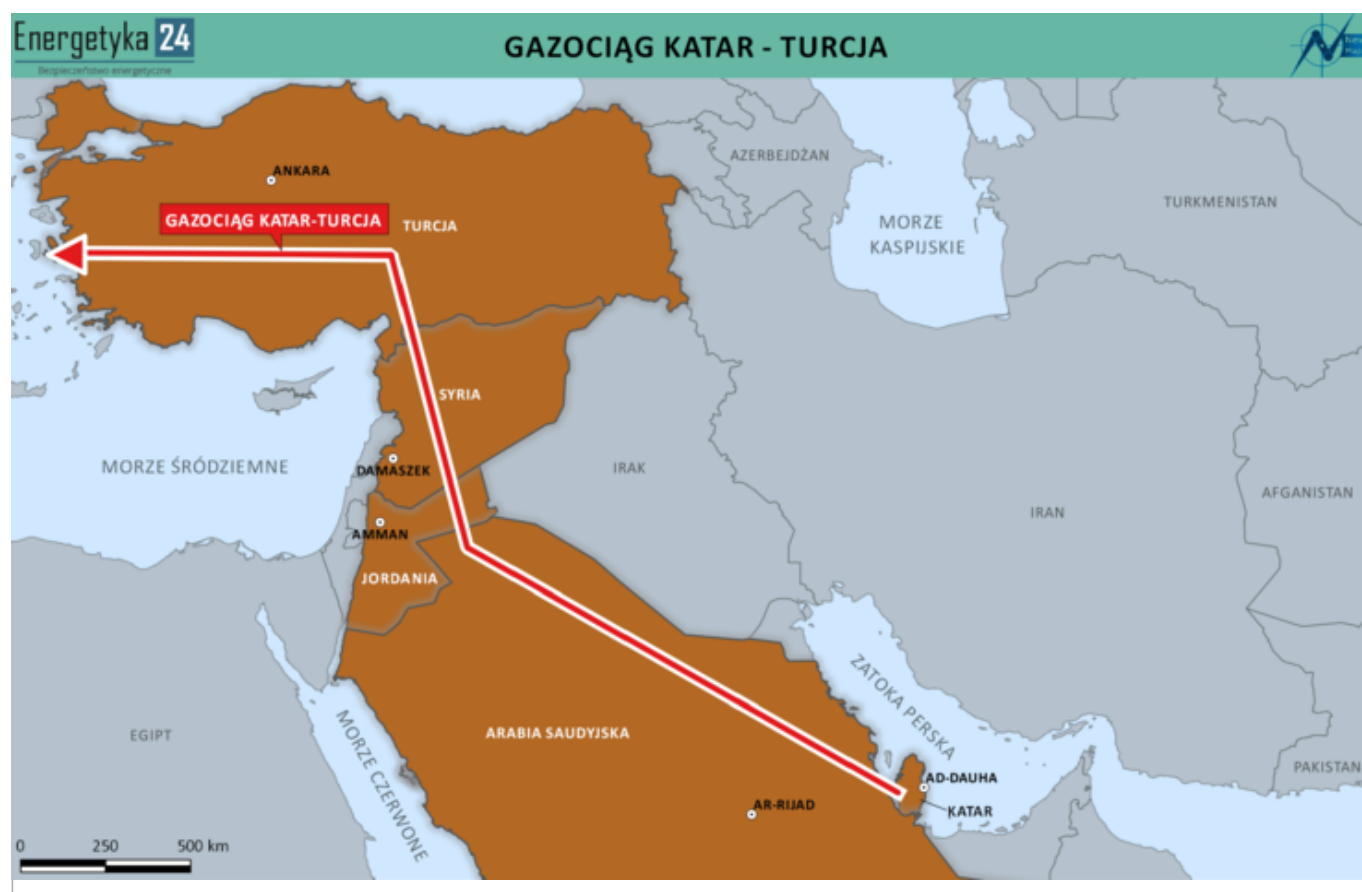 Energetyka 24
Bezpieczeństwo energetyczne
GAZOCIĄG KATAR - TURCJA
ANKARA
AZERBEJDŻAN
TURKMENISTAN
GAZOCIĄG KATAR-TURCJA
TURCJA
MORZE
KASPIJSKIE
SYRIA
MORZE ŚRÓDZIEMNE
DAMASZEK
IRAK
AFGANISTAN
IRAN
AMMAN
JORDANIA
ZATOKA PERSKA
EGIPT
MORZE CZERWONE
ARABIA SAUDYJSKA
PAKISTAN
AD-DAUHA
AR-RIJAD
KATAR
0 250 500 km